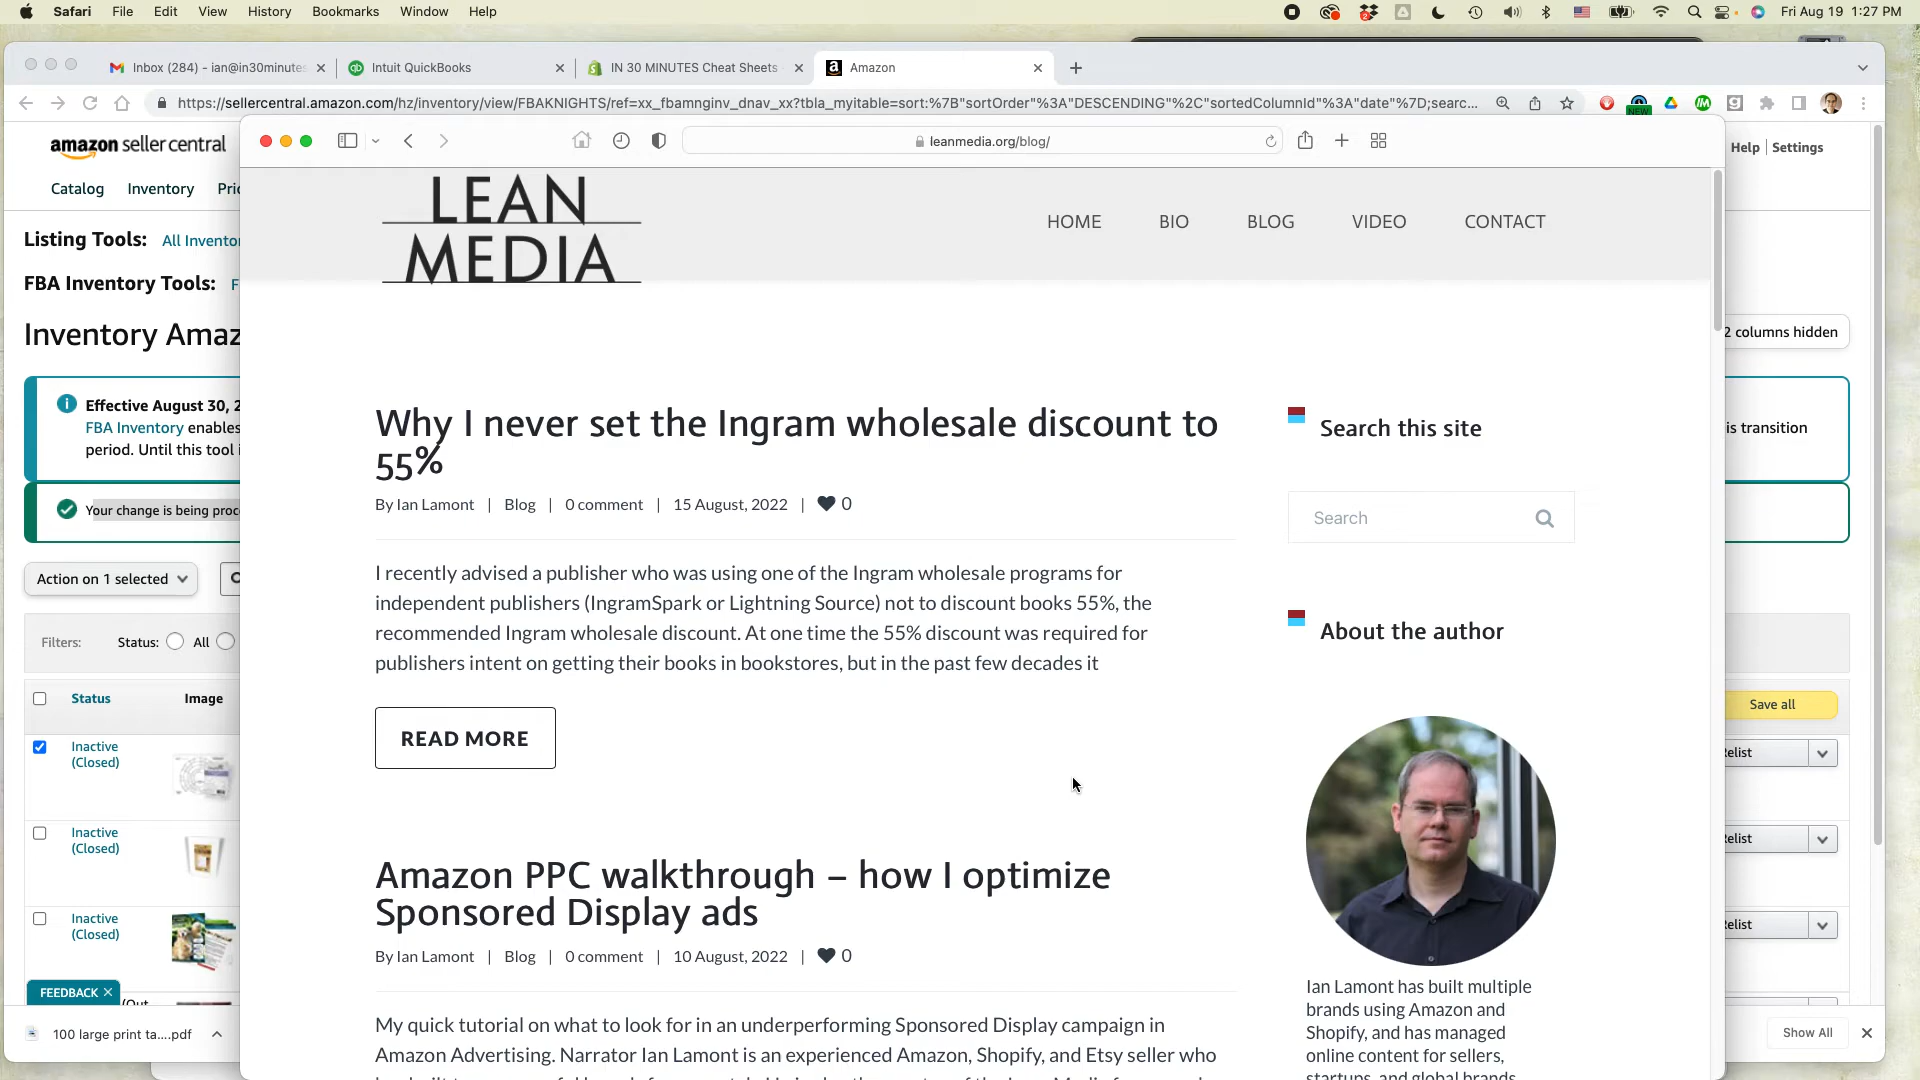 Safari File Edit View History Bookmarks Window Help
Fri Aug 19 1:27 PM
Inbox (284) - ian@in30minutes
Intuit QuickBooks
IN 30 MINUTES Cheat Sheets
Amazon
https://sellercentral.amazon.com/hz/inventory/view/FBAKNIGHTS/ref=xx_fbamnginv_dnav_xx?tbla_myitable=sort:%7B"sortOrder"%3A"DESCENDING"%2C"sortedColumnId"%3A"date"%7D;searc...
NEW
amazon seller central
leanmedia.org/blog/
Help | Settings
Catalog Inventory Pric
LEAN
MEDIA
HOME BIO BLOG VIDEO CONTACT
Listing Tools: All Inventor
FBA Inventory Tools: F
Inventory Amaz
2 columns hidden
Effective August 30, 2
FBA Inventory enables
period. Until this tool i
is transition
Your change is being proc
Action on 1 selected
Filters: Status: All
Status Image
Save all
Inactive
(Closed)
Relist
Inactive
(Closed)
Relist
Inactive
(Closed)
Relist
FEEDBACK
(Out
100 large print ta....pdf
Show All
Why I never set the Ingram wholesale discount to
55%
By Ian Lamont | Blog | 0 comment | 15 August, 2022 | 0
I recently advised a publisher who was using one of the Ingram wholesale programs for
independent publishers (IngramSpark or Lightning Source) not to discount books 55%, the
recommended Ingram wholesale discount. At one time the 55% discount was required for
publishers intent on getting their books in bookstores, but in the past few decades it
READ MORE
Amazon PPC walkthrough – how I optimize
Sponsored Display ads
By Ian Lamont | Blog | 0 comment | 10 August, 2022 | 0
My quick tutorial on what to look for in an underperforming Sponsored Display campaign in
Amazon Advertising. Narrator Ian Lamont is an experienced Amazon, Shopify, and Etsy seller who
Search this site
Search
About the author
Ian Lamont has built multiple
brands using Amazon and
Shopify, and has managed
online content for sellers,
startups, and global brands